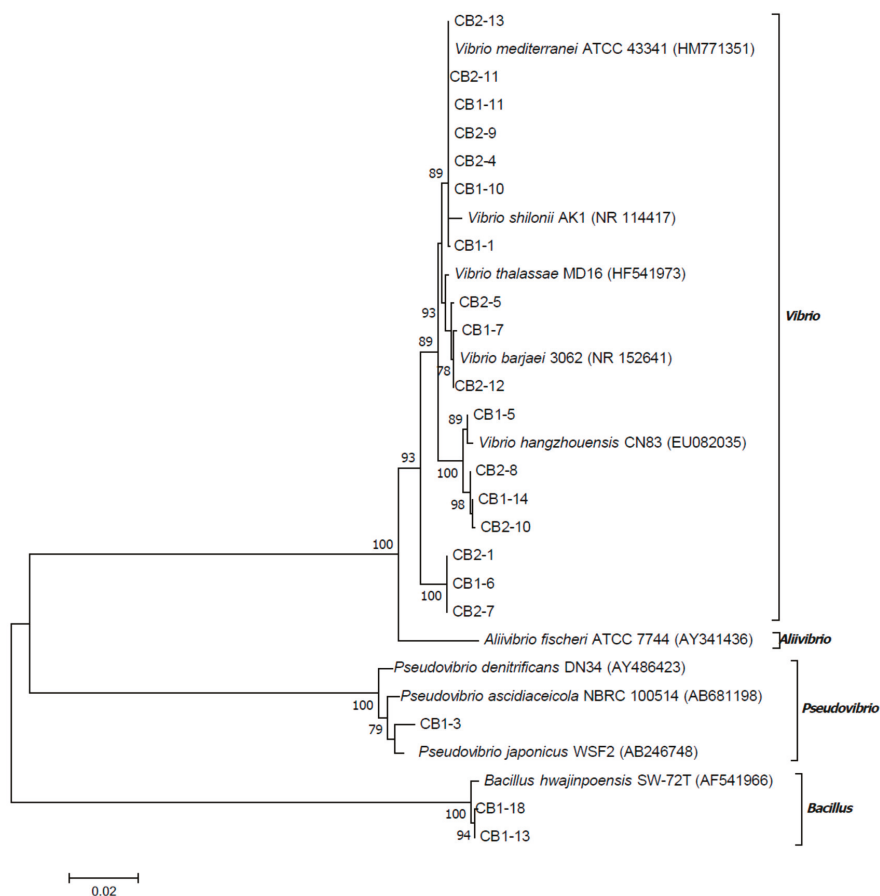 CB2-13
Vibrio mediterranei ATCC 43341 (HM771351)
CB2-11
CB1-11
CB2-9
CB2-4
89
CB1-10
Vibrio shilonii AK1 (NR 114417)
CB1-1
Vibrio thalassae MD16 (HF541973)
CB2-5
93
Vibrio
CB1-7
89
Vibrio barjaei 3062 (NR 152641)
78
CB2-12
89
CB1-5
Vibrio hangzhouensis CN83 (EU082035)
93
100
CB2-8
CB1-14
98
CB2-10
100
CB2-1
CB1-6
100
CB2-7
Aliivibrio fischeri ATCC 7744 (AY341436)
Aliivibrio
Pseudovibrio denitrificans DN34 (AY486423)
Pseudovibrio ascidiaceicola NBRC 100514 (AB681198)
100
Pseudovibrio
CB1-3
79
Pseudovibrio japonicus WSF2 (AB246748)
Bacillus hwajinpoensis SW-72T (AF541966)
CB1-18
Bacillus
100
CB1-13
94
0.02